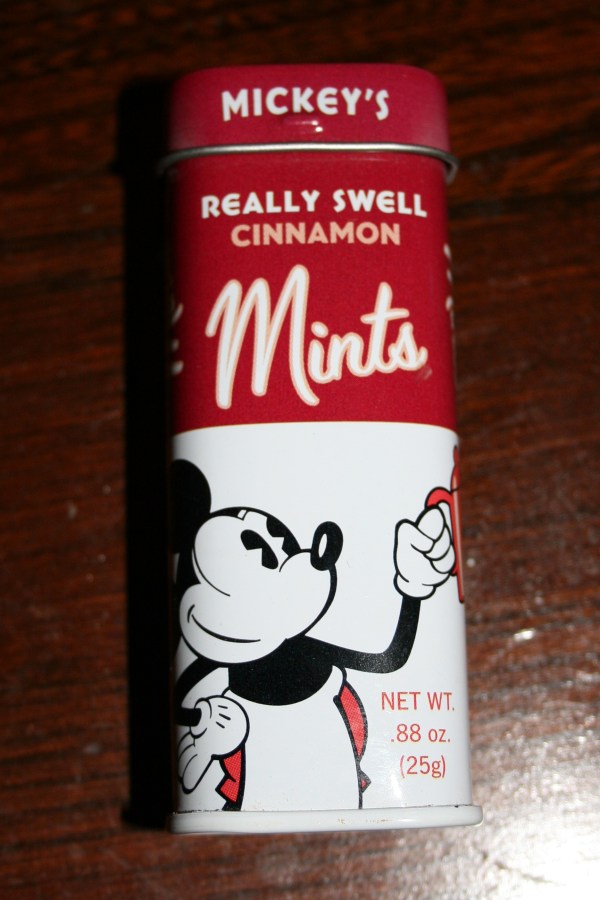 MICKEY'S
REALLY SWELL
CINNAMON
Mints
NET WT.
.88 oz.
(25g)